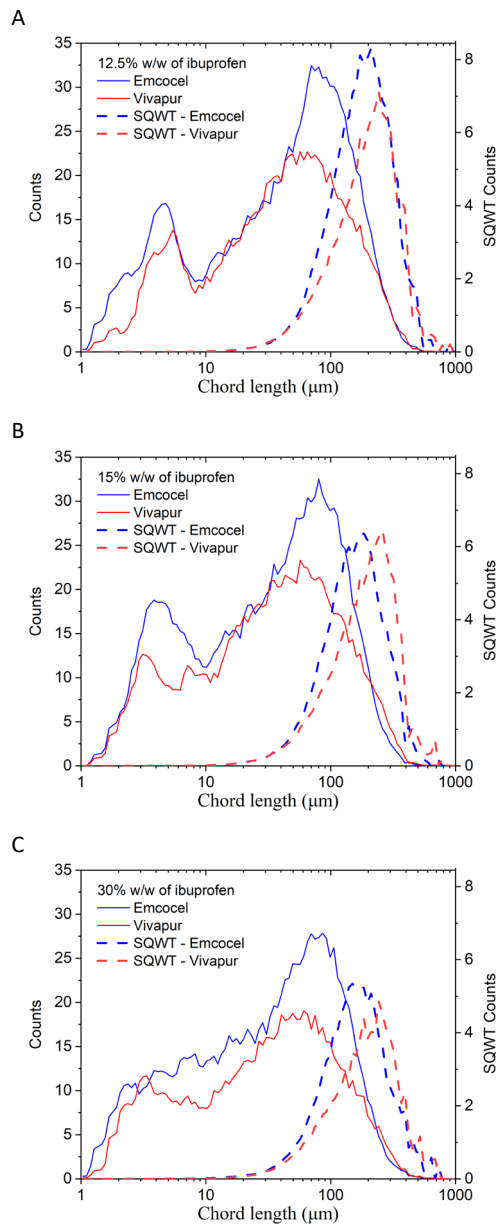 A
35
30
25
20
15
10
5
0
8
6
4
2
0
12.5% w/w of ibuprofen
Emcocel
Vivapur
SQWT - Emcocel
SQWT - Vivapur
Counts
SQWT Counts
1
10
100
1000
Chord length (μm)
B
35
30
25
20
15
10
5
0
8
6
4
2
0
15% w/w of ibuprofen
Emcocel
Vivapur
SQWT - Emcocel
SQWT - Vivapur
Counts
SQWT Counts
1
10
100
1000
Chord length (μm)
C
35
30
25
20
15
10
5
0
8
6
4
2
0
30% w/w of ibuprofen
Emcocel
Vivapur
SQWT - Emcocel
SQWT - Vivapur
Counts
SQWT Counts
1
10
100
1000
Chord length (μm)